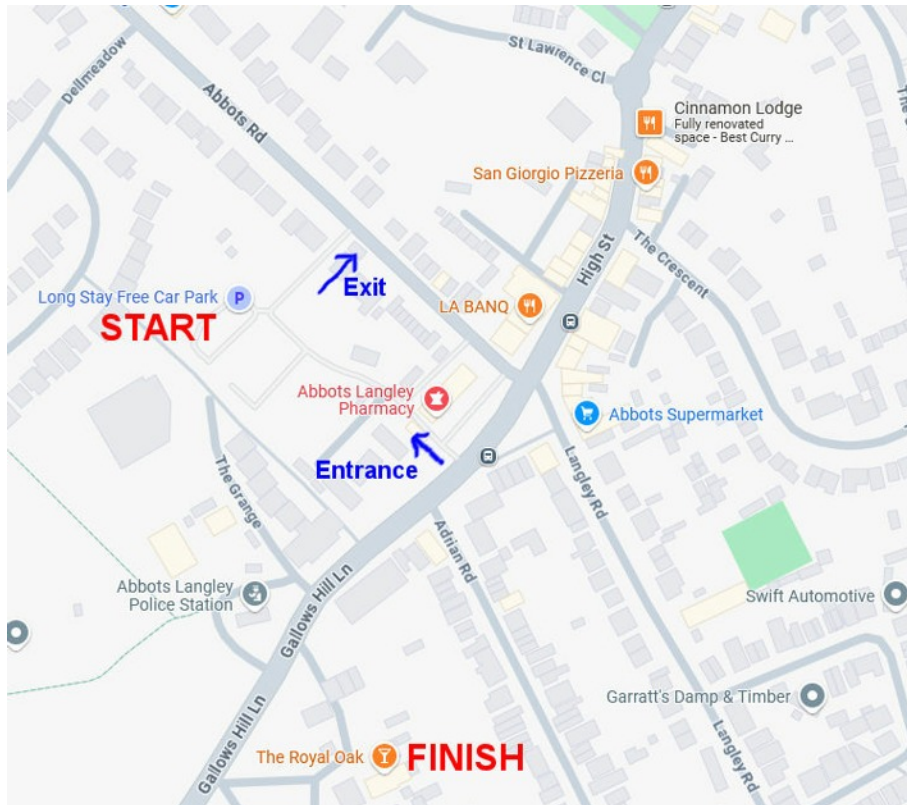 St Lawrence Cl
Dellmeadow
Abbots Rd
Cinnamon Lodge
Fully renovated
space - Best Curry ...
San Giorgio Pizzeria
The Crescent
High St
Exit
Long Stay Free Car Park
P
START
LA BANQ
Abbots Langley
Pharmacy
Abbots Supermarket
Entrance
Langley Rd
The Grange
Adrian Rd
Abbots Langley
Police Station
Gallows Hill Ln
Swift Automotive
Garratt's Damp & Timber
Langley Rd
Gallows Hill Ln
The Royal Oak
FINISH